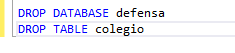 DROP DATABASE defensa
DROP TABLE colegio